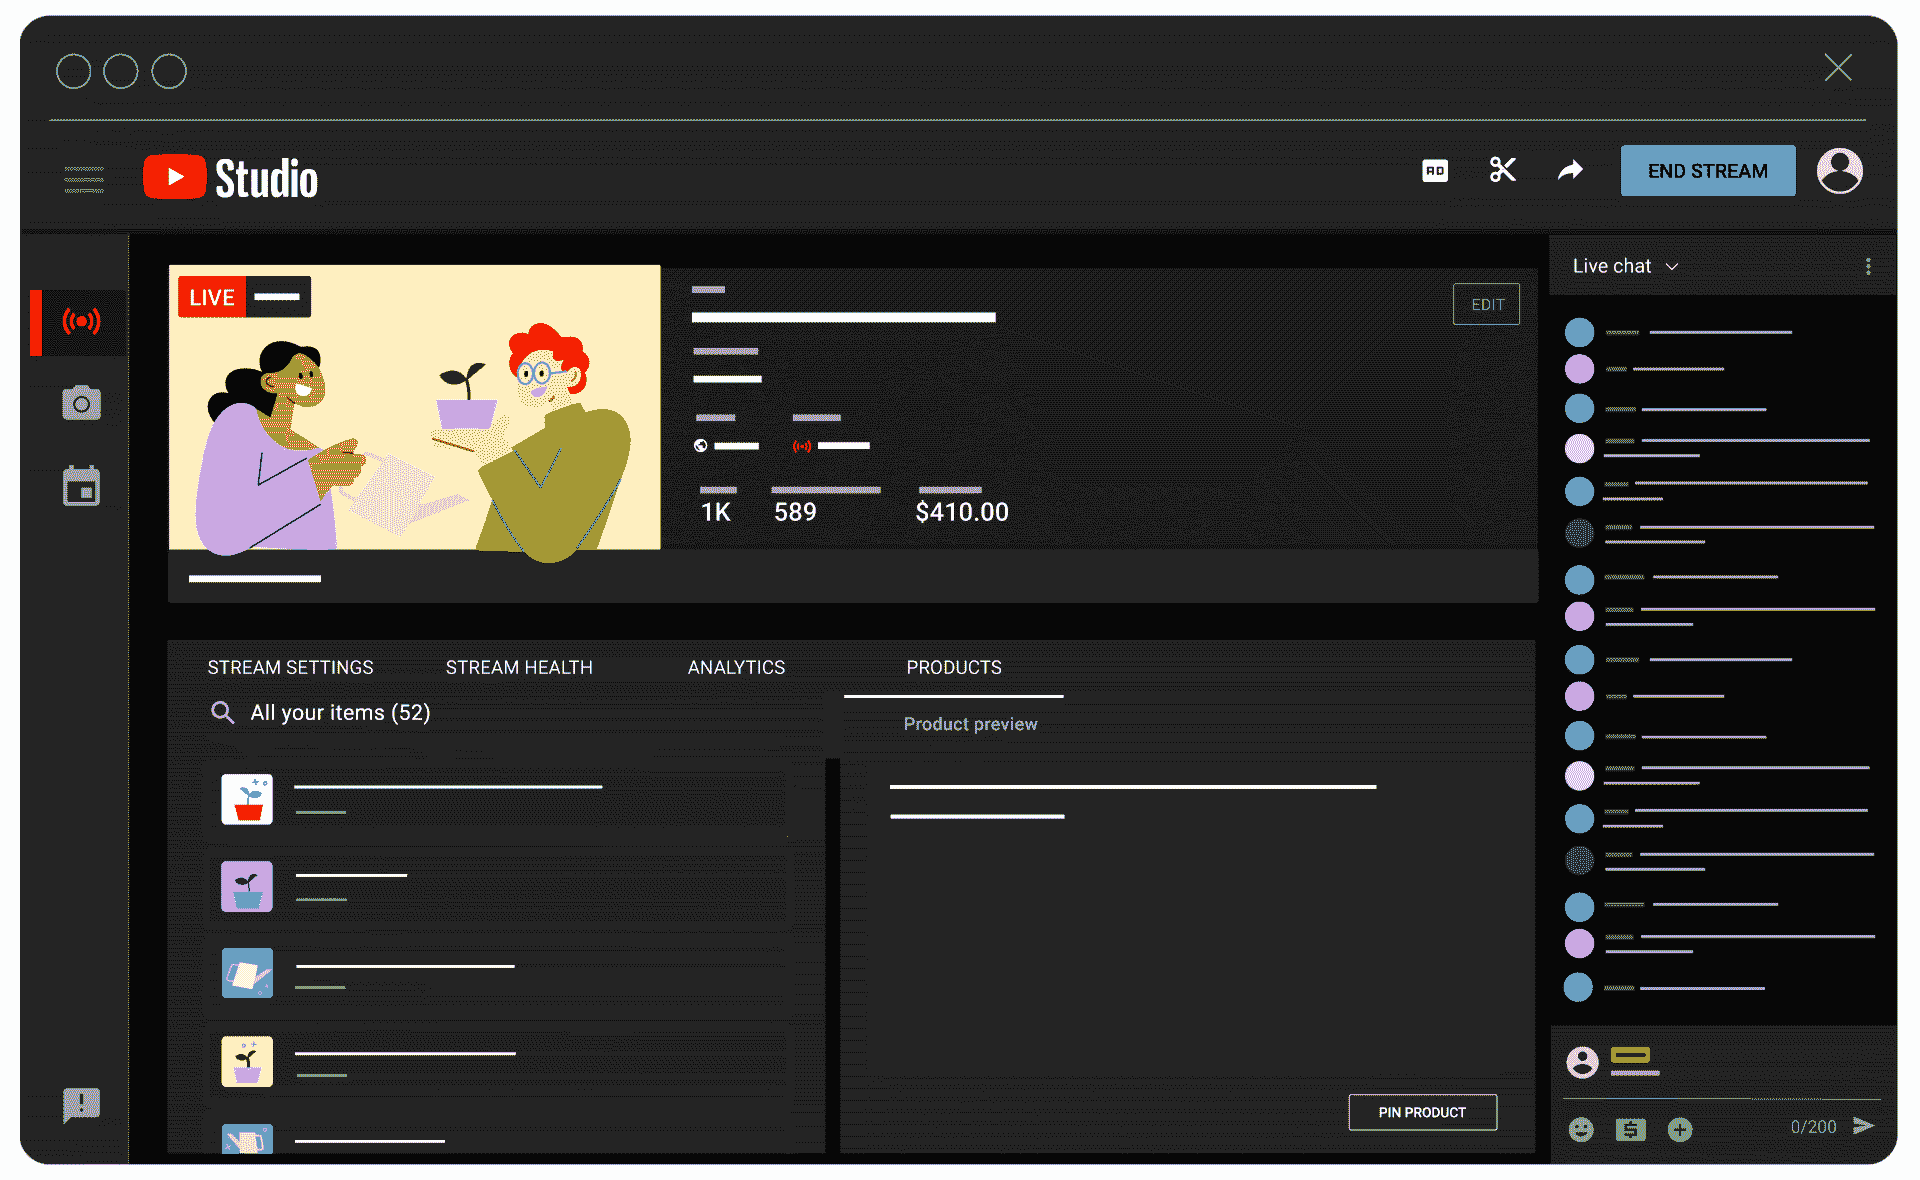 Studio
AD
END STREAM
LIVE
EDIT
Live chat
1K
589
$410.00
STREAM SETTINGS
STREAM HEALTH
ANALYTICS
PRODUCTS
All your items (52)
Product preview
PIN PRODUCT
0/200